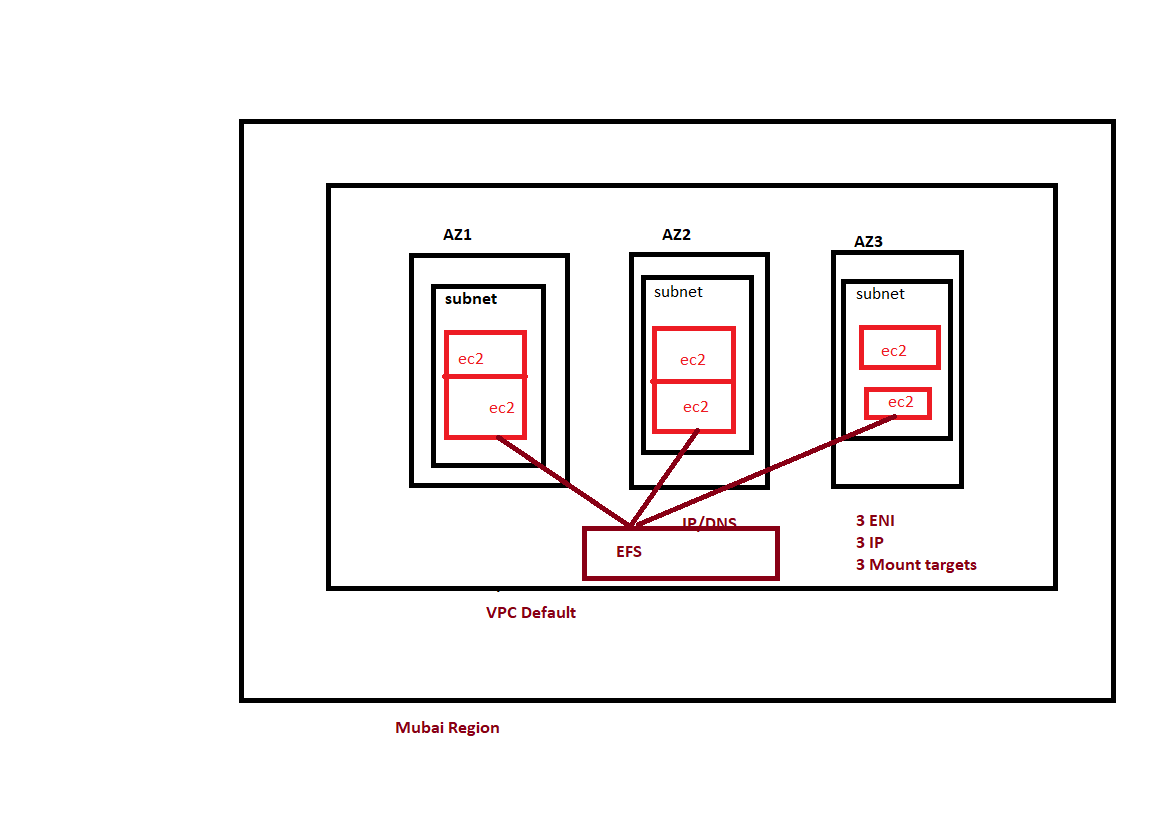 AZ1
AZ2
AZ3
subnet
subnet
subnet
ec2
ec2
ec2
ec2
ec2
ec2
IP/DNS
EFS
3 ENI
3 IP
3 Mount targets
VPC Default
Mubai Region